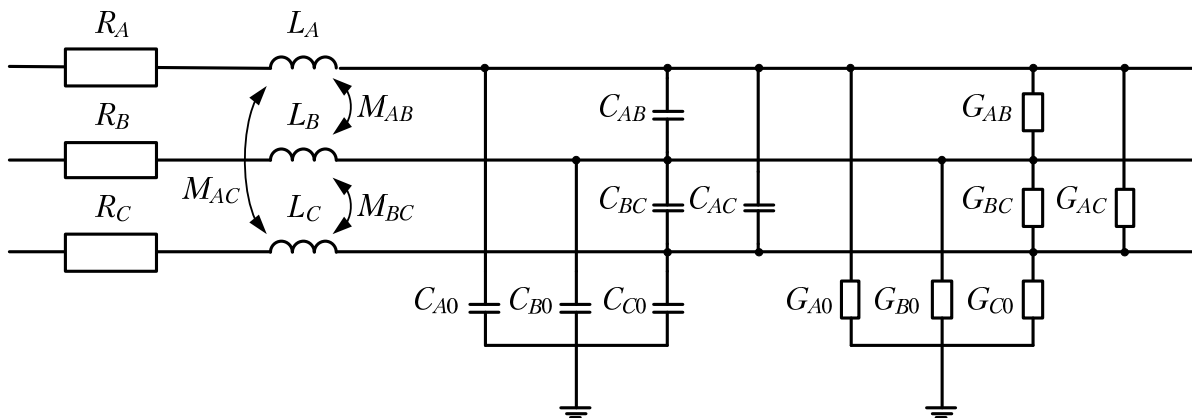 R_A
L_A
R_B
L_B
M_AB
C_AB
G_AB
M_AC
R_C
L_C
M_BC
C_BC
C_AC
G_BC
G_AC
C_A0
C_B0
C_C0
G_A0
G_B0
G_C0